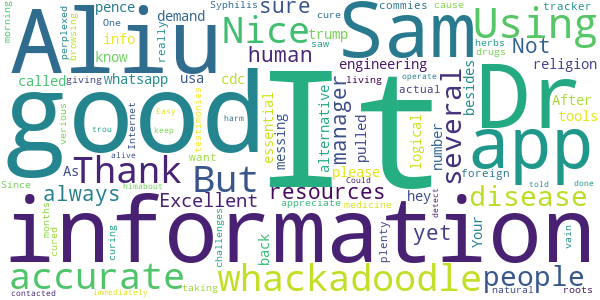 Aliu
Sam
Dr
It
good
information
app
Using
Nice
Thank
But
accurate
whackadoodle
people
disease
resources
several
manager
always
Excellent
yet
Not
human
sure
pence
demand
Syphilis
cure
commies
cause
tracker
morning
One
info
really
trump
saw
herbs
drugs
perplexed
browsing
know
called
whatsapp
usa
cdc
engineering
religion
giving
living
actual
operate
After
tools
verious
Internet
testimonies
Easy
keep
harm
trou
As
want
essential
messing
alternative
pulled
please
logical
number
besides
foreign
told
done
alive
himabout
Could
Since
months
cured
curing
challenges
taking
back
hey
appreciate
medicine
plenty
detect
Your
vain
contacted
immediately
natural
roots